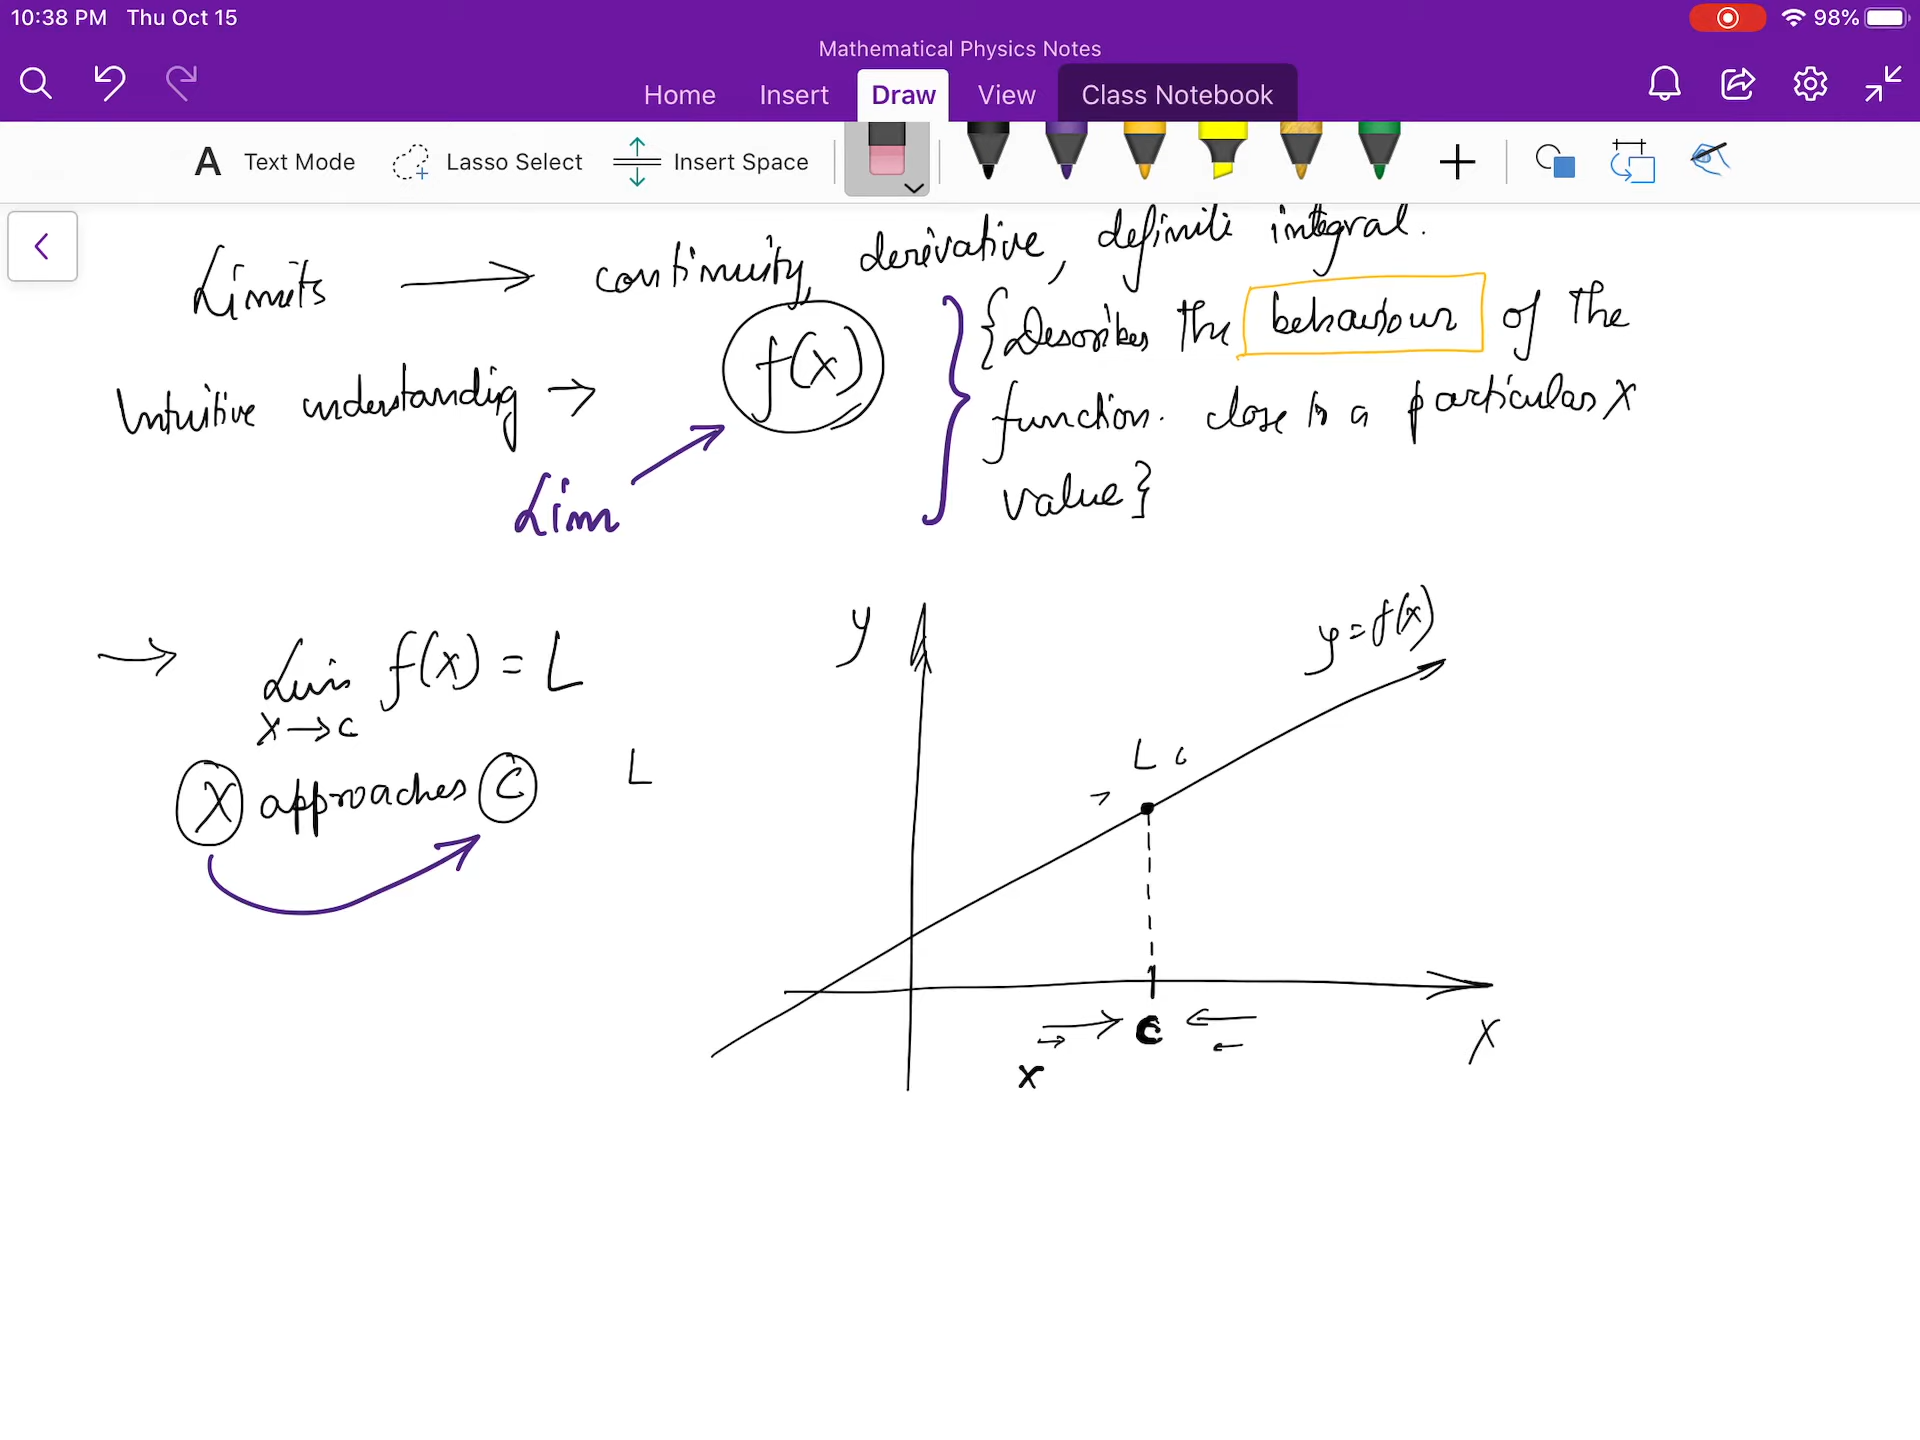 10:38 PM Thu Oct 15
98%
Mathematical Physics Notes
Home Insert Draw View Class Notebook
A Text Mode Lasso Select Insert Space
Limits → continuity, derivative, definite integral.
Intuitive understandig → f(x)
Lim
{Describes the behaviour of the
function. close to a particular X
value}
→ Lim f(x) = L
X→c
X approaches C L
y
y = f(x)
L
C
x
X